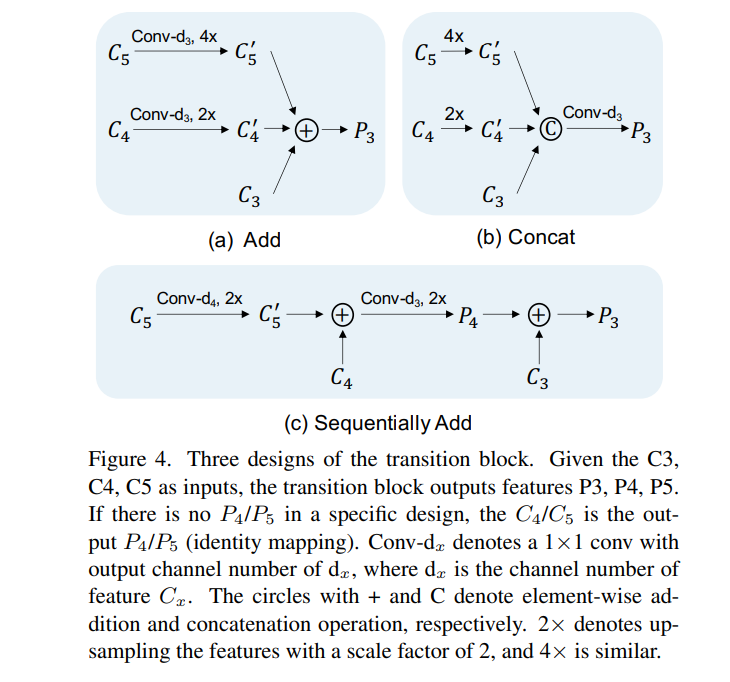 Conv-d₃, 4x
C₅ C₅′
Conv-d₃, 2x
C₄ C₄′ + P₃
C₃
(a) Add
4x
C₅ C₅′
2x Conv-d₃
C₄ C₄′ C P₃
C₃
(b) Concat
Conv-d₄, 2x Conv-d₃, 2x
C₅ C₅′ + P₄ + P₃
C₄ C₃
(c) Sequentially Add
Figure 4. Three designs of the transition block. Given the C3,
C4, C5 as inputs, the transition block outputs features P3, P4, P5.
If there is no P₄/P₅ in a specific design, the C₄/C₅ is the out-
put P₄/P₅ (identity mapping). Conv-dₓ denotes a 1×1 conv with
output channel number of dₓ, where dₓ is the channel number of
feature Cₓ. The circles with + and C denote element-wise ad-
dition and concatenation operation, respectively. 2× denotes up-
sampling the features with a scale factor of 2, and 4× is similar.